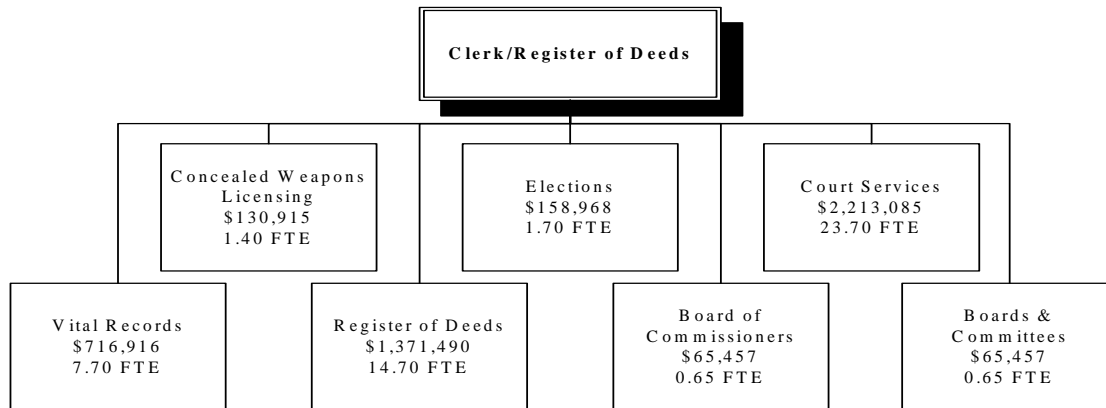 Clerk/Register of Deeds
Concealed Weapons
Licensing
$130,915
1.40 FTE
Elections
$158,968
1.70 FTE
Court Services
$2,213,085
23.70 FTE
Vital Records
$716,916
7.70 FTE
Register of Deeds
$1,371,490
14.70 FTE
Board of
Commissioners
$65,457
0.65 FTE
Boards &
Committees
$65,457
0.65 FTE